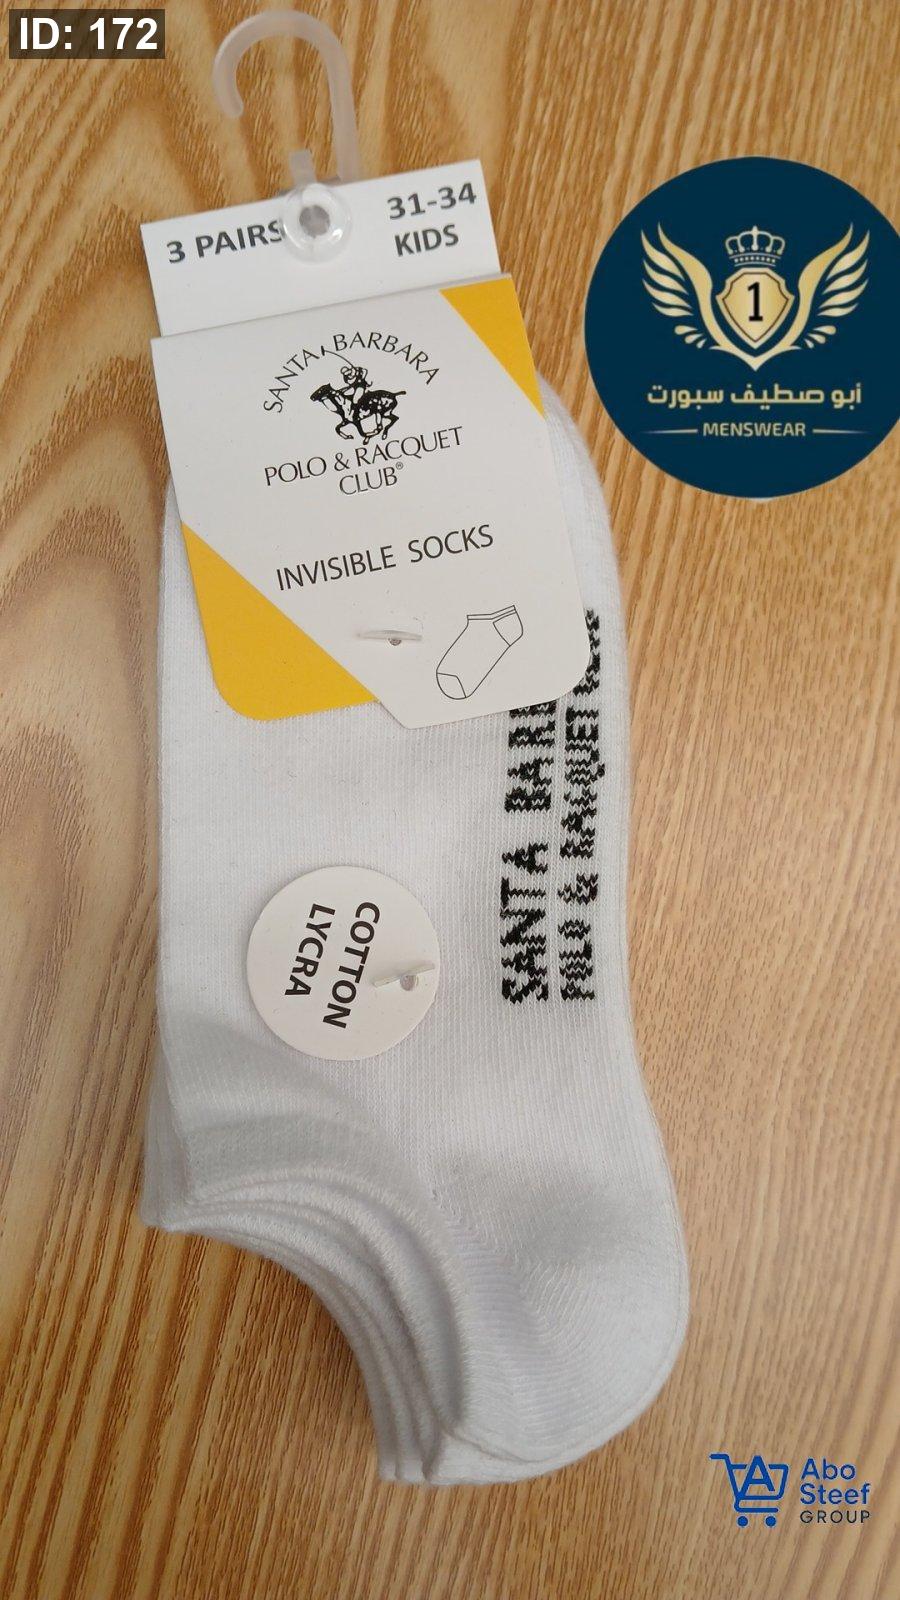 ID: 172
3 PAIRS
31-34
KIDS
SANTA BARBARA
POLO & RACQUET
CLUB®
INVISIBLE SOCKS
1
أبو صطيف سبورت
MENSWEAR
SANTA
POLO & RACQUET CLUB
COTTON
LYCRA
Abo
Steef
GROUP